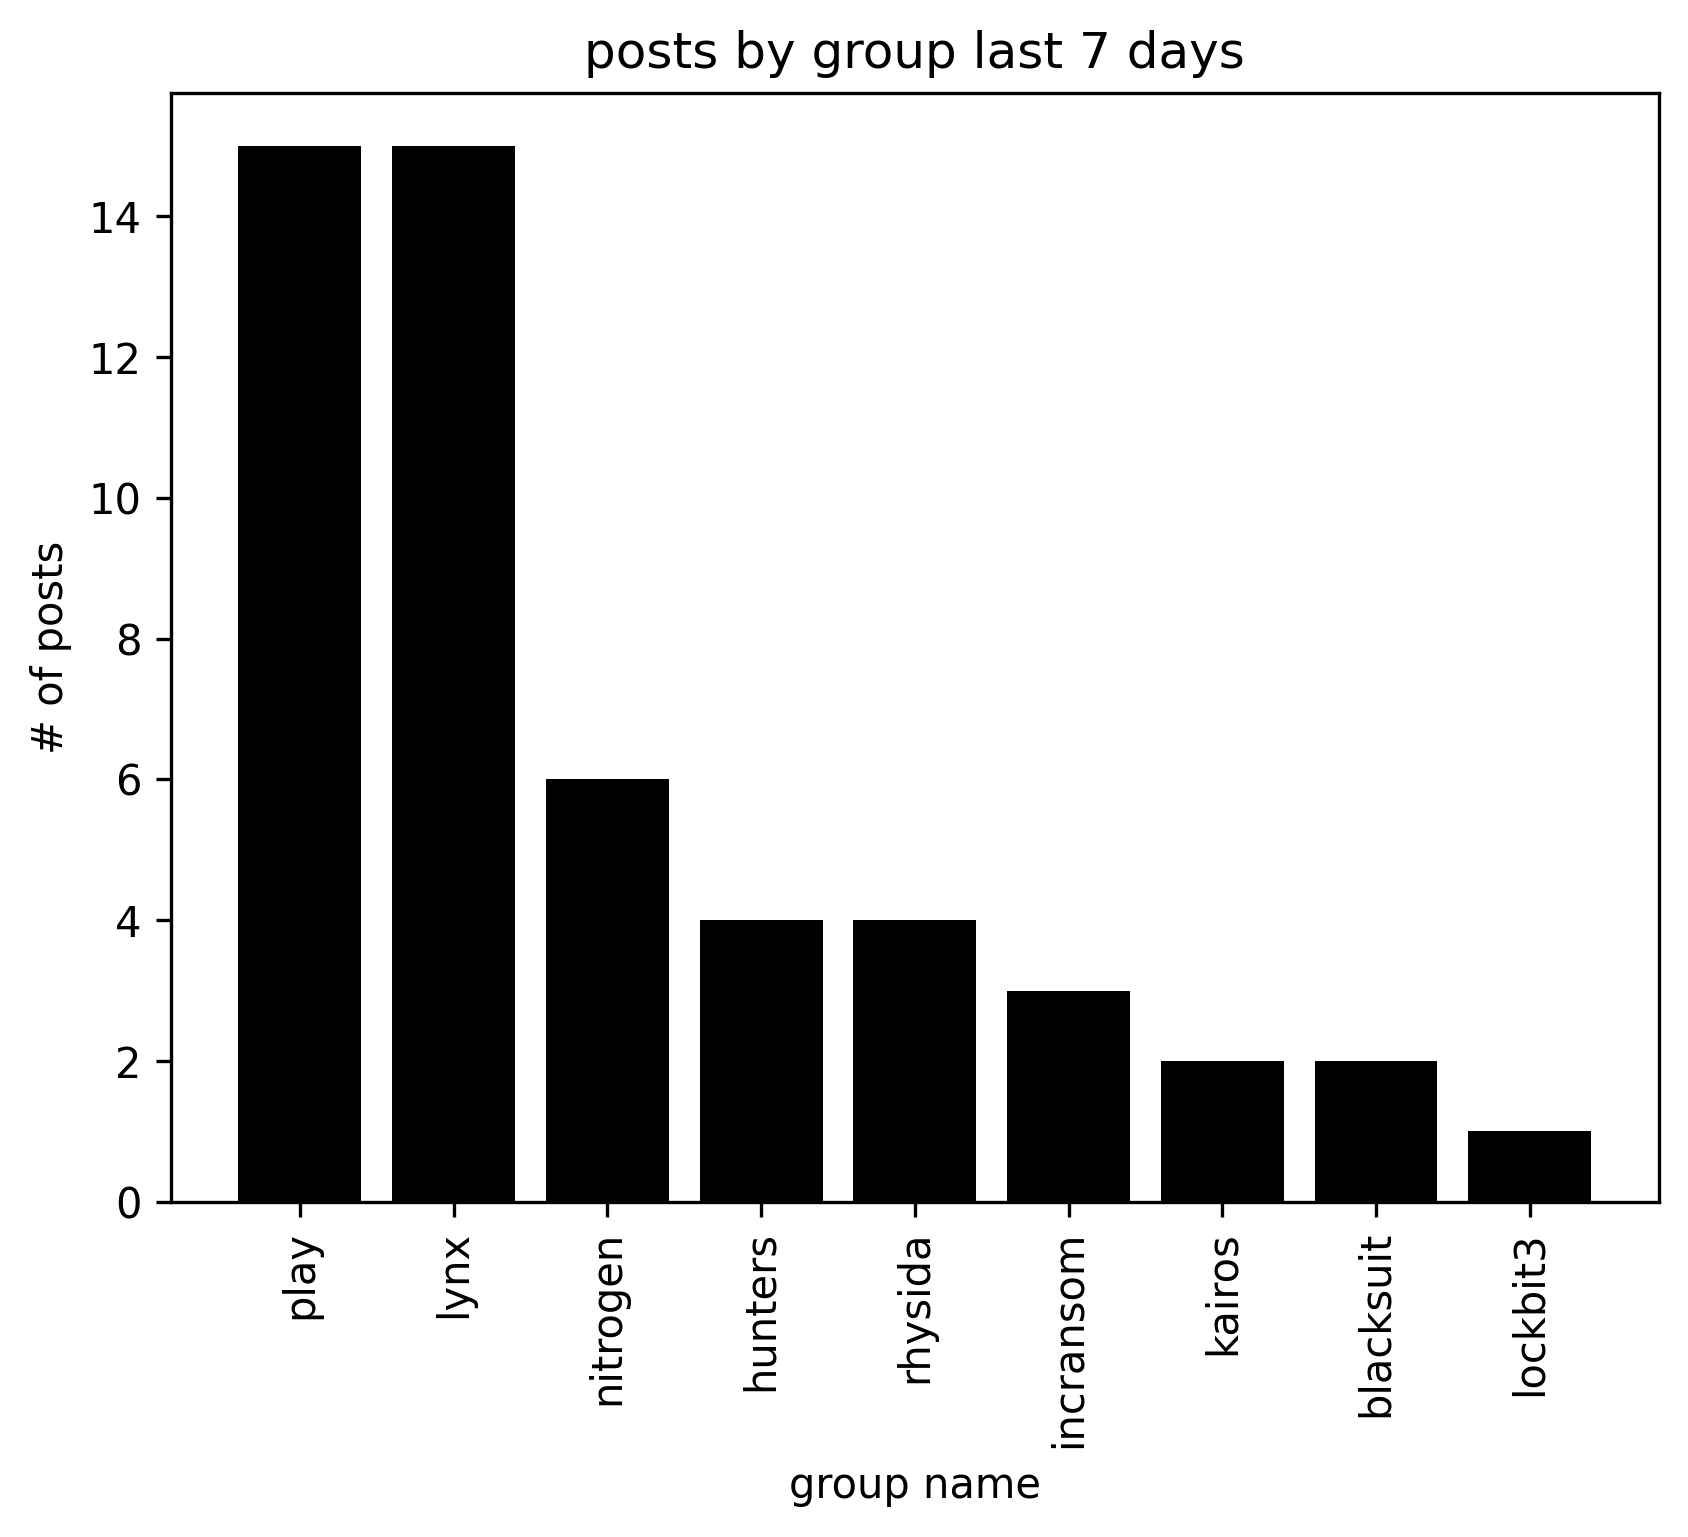 posts by group last 7 days
# of posts
14
12
10
8
6
4
2
0
play
lynx
nitrogen
hunters
rhysida
incransom
kairos
blacksuit
lockbit3
group name